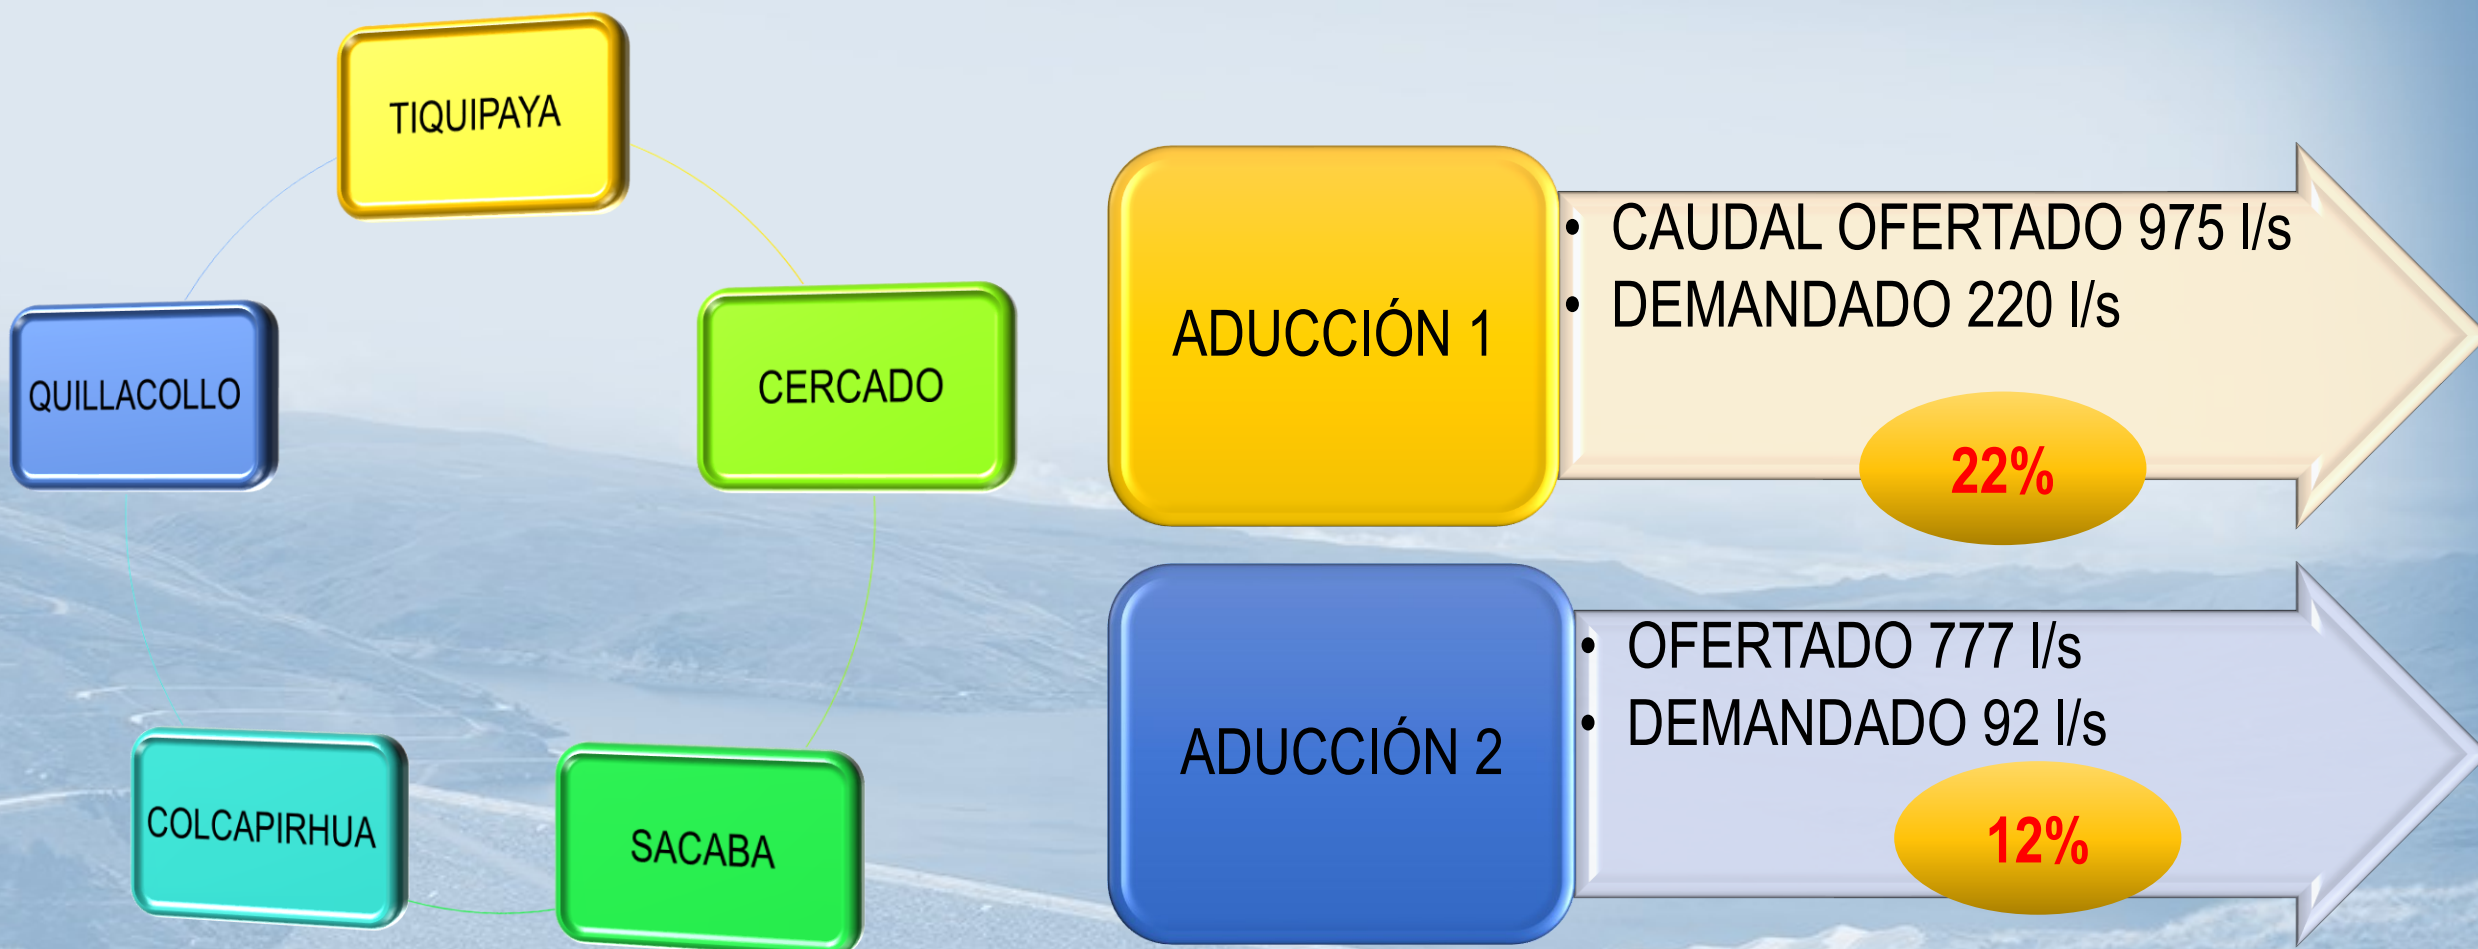 TIQUIPAYA
CERCADO
SACABA
COLCAPIRHUA
QUILLACOLLO
ADUCCIÓN 1
• CAUDAL OFERTADO 975 l/s
• DEMANDADO 220 l/s
22%
ADUCCIÓN 2
• OFERTADO 777 l/s
• DEMANDADO 92 l/s
12%